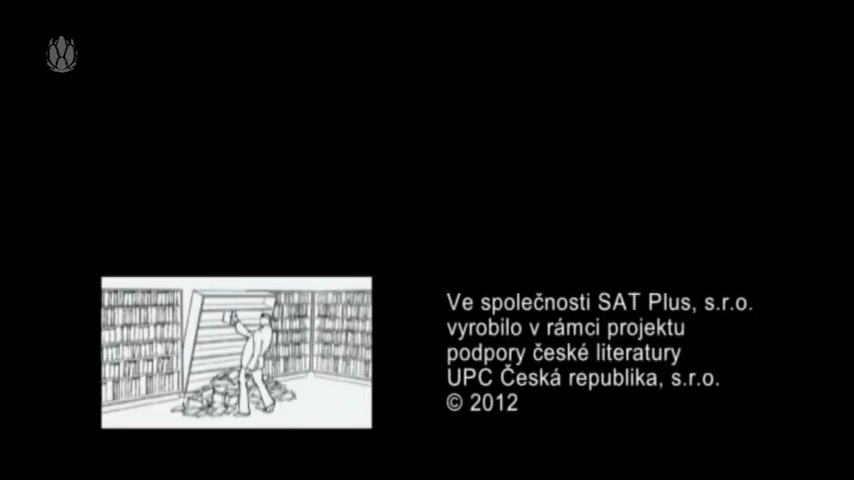 Ve společnosti SAT Plus, s.r.o.
vyrobilo v rámci projektu
podpory české literatury
UPC Česká republika, s.r.o.
© 2012